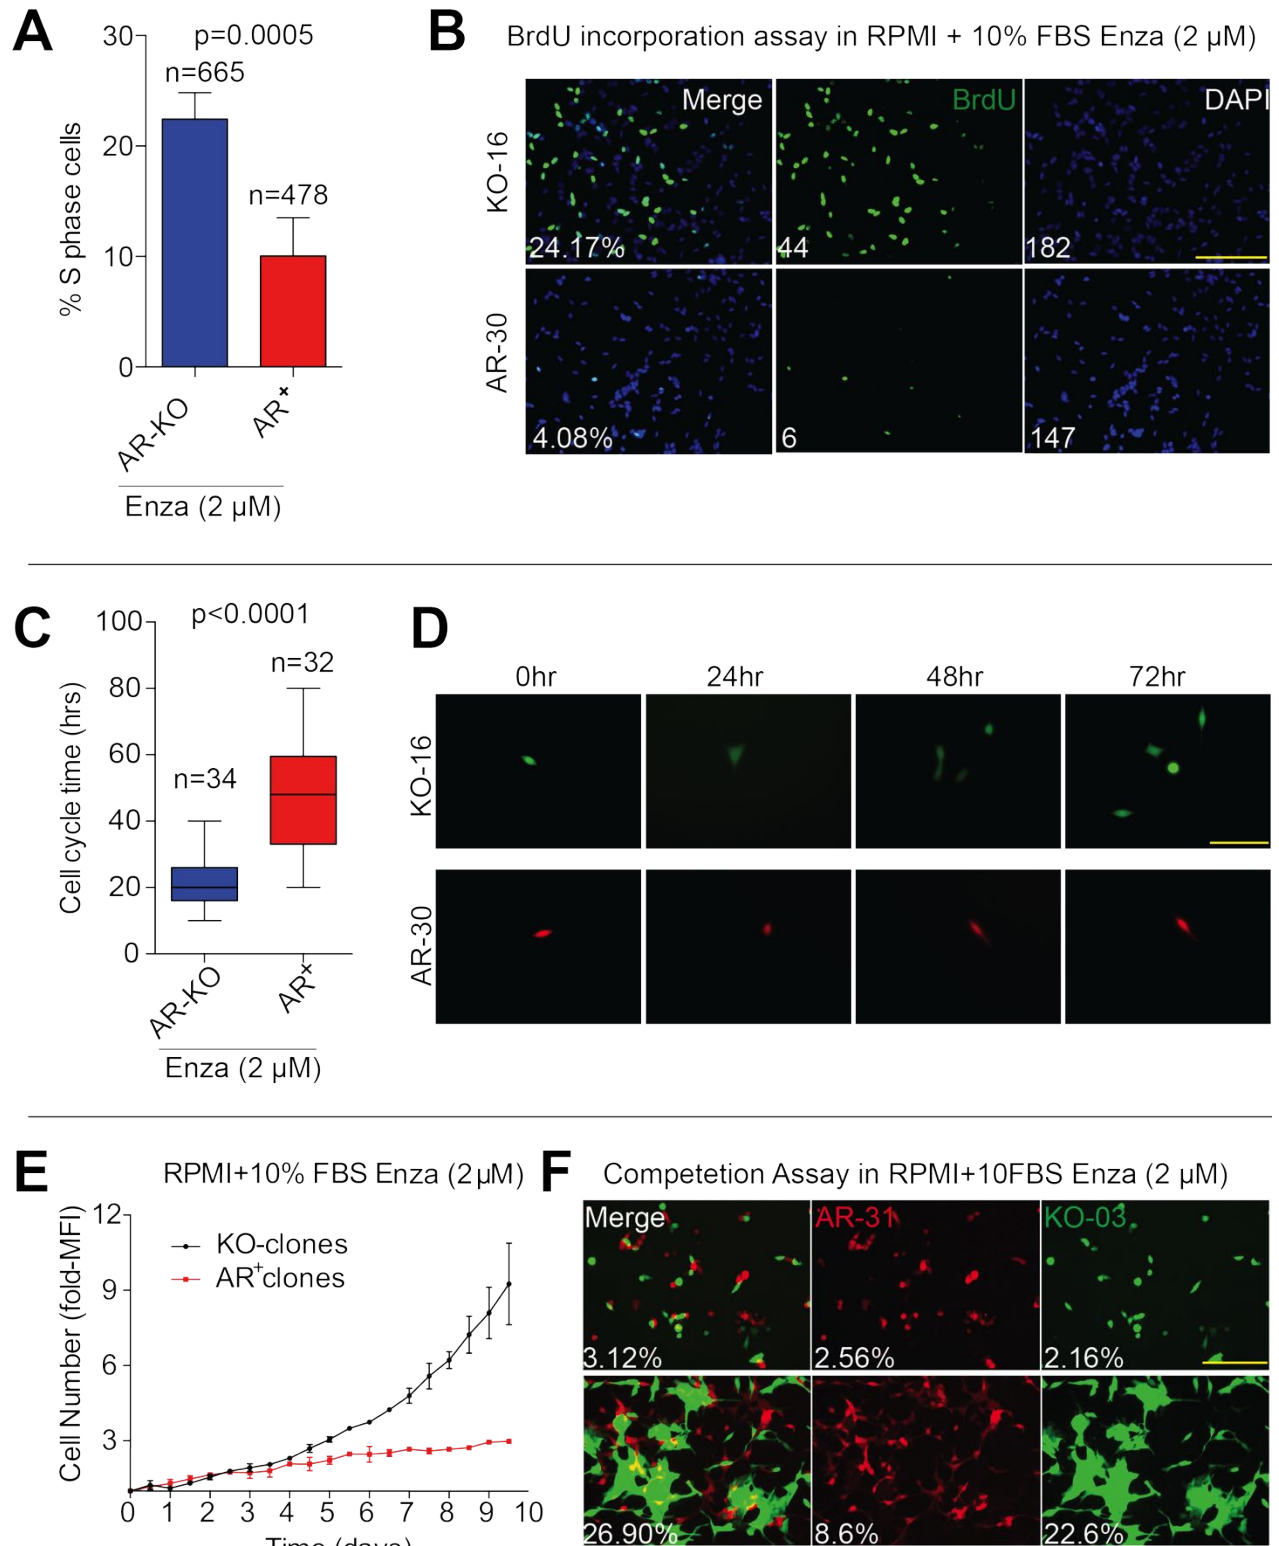 A
30
20
10
0
% S phase cells
p=0.0005
n=665
n=478
AR-KO
AR+
Enza (2 µM)
B
BrdU incorporation assay in RPMI + 10% FBS Enza (2 µM)
Merge
BrdU
DAPI
KO-16
24.17%
44
182
AR-30
4.08%
6
147
C
100
80
60
40
20
0
Cell cycle time (hrs)
p<0.0001
n=32
n=34
AR-KO
AR+
Enza (2 µM)
D
0hr
24hr
48hr
72hr
KO-16
AR-30
E
RPMI+10% FBS Enza (2µM)
12
9
6
3
Cell Number (fold-MFI)
KO-clones
AR+clones
0 1 2 3 4 5 6 7 8 9 10
Time (days)
F
Competetion Assay in RPMI+10FBS Enza (2 µM)
Merge
AR-31
KO-03
3.12%
2.56%
2.16%
26.90%
8.6%
22.6%